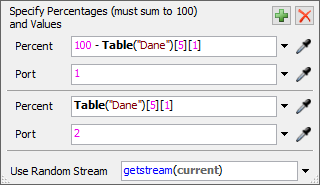 Specify Percentages (must sum to 100)
and Values
Percent 100 - Table("Dane")[5][1]
Port 1
Percent Table("Dane")[5][1]
Port 2
Use Random Stream getstream(current)